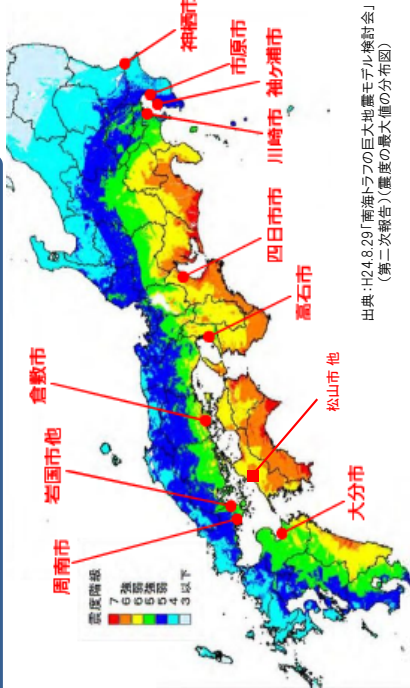 神栖市
市原市
袖ヶ浦市
川崎市
四日市市
高石市
倉敷市
岩国市他
周南市
松山市 他
大分市
震度階級
7
6強
6弱
5強
5弱
4
3 以下
出典:H24.8.29「南海トラフの巨大地震モデル検討会」
(第二次報告)(震度の最大値の分布図)